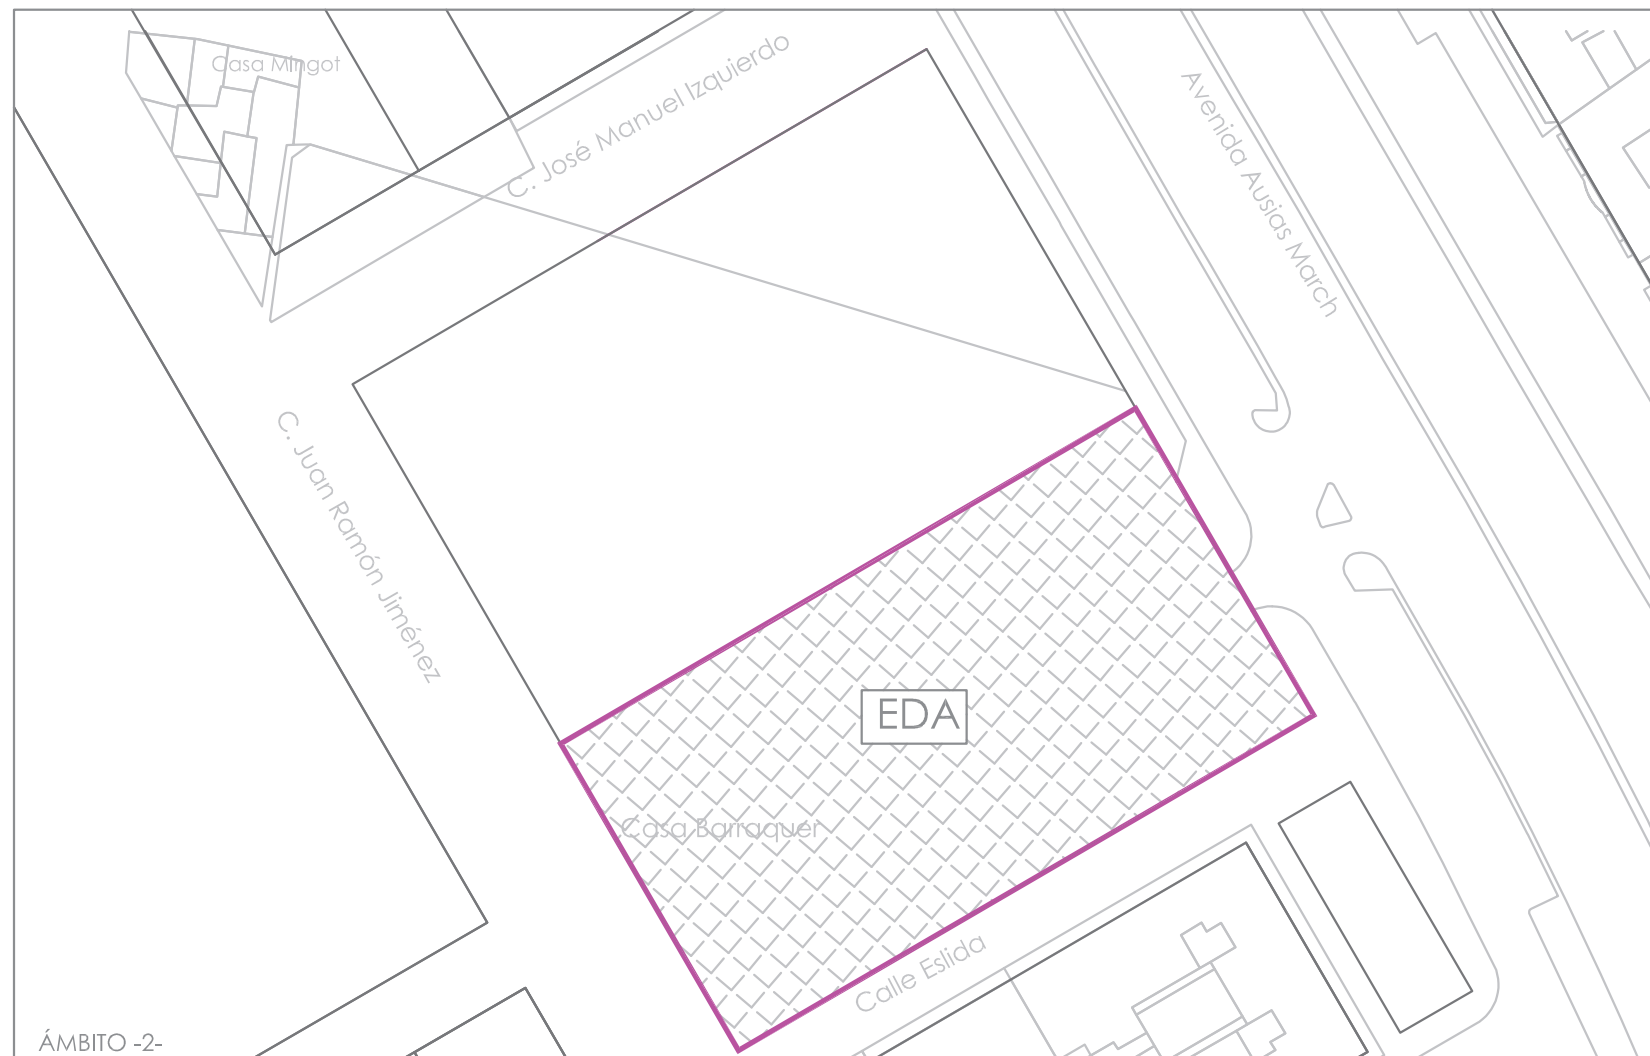 Casa Mingot
C. José Manuel Izquierdo
Avenida Ausias March
C. Juan Ramón Jiménez
EDA
Casa Barraquer
Calle Eslida
ÁMBITO -2-